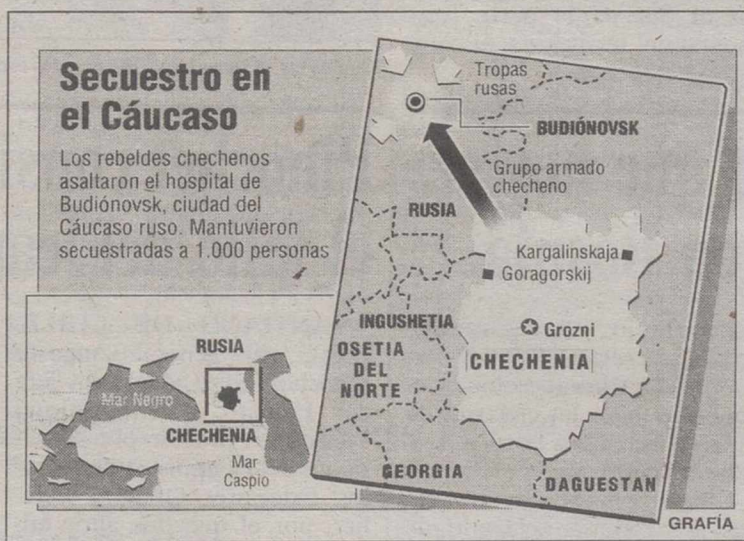 Secuestro en
el Cáucaso
Los rebeldes chechenos
asaltaron el hospital de
Budiónovsk, ciudad del
Cáucaso ruso. Mantuvieron
secuestradas a 1.000 personas
Tropas
rusas
BUDIÓNOVSK
Grupo armado
checheno
RUSIA
Kargalinskaja
Goragorskij
INGUSHETIA
Grozni
OSETIA
DEL
NORTE
CHECHENIA
GEORGIA
DAGUESTAN
RUSIA
Mar Negro
CHECHENIA
Mar
Caspio
GRAFÍA